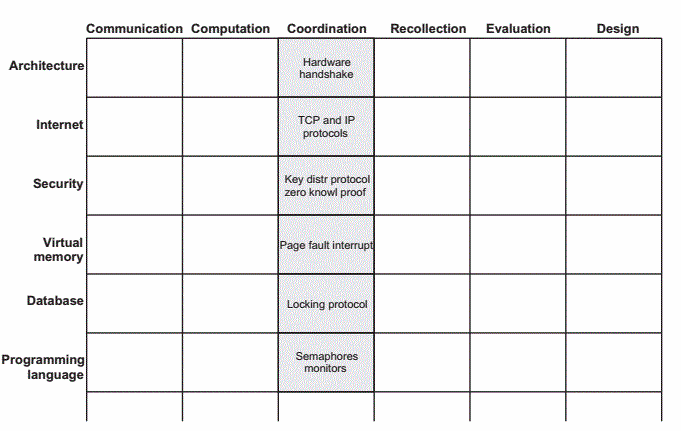 Communication Computation Coordination Recollection Evaluation Design
Architecture
Hardware
handshake
Internet
TCP and IP
protocols
Security
Key distr protocol
zero knowl proof
Virtual
memory
Page fault interrupt
Database
Locking protocol
Programming
language
Semaphores
monitors